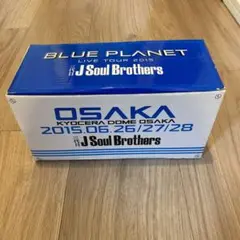 BLUE PLANET
LIVE TOUR 2015
三代目 J Soul Brothers
OSAKA
KYOCERA DOME OSAKA
2015.06.26/27/28
三代目 J Soul Brothers